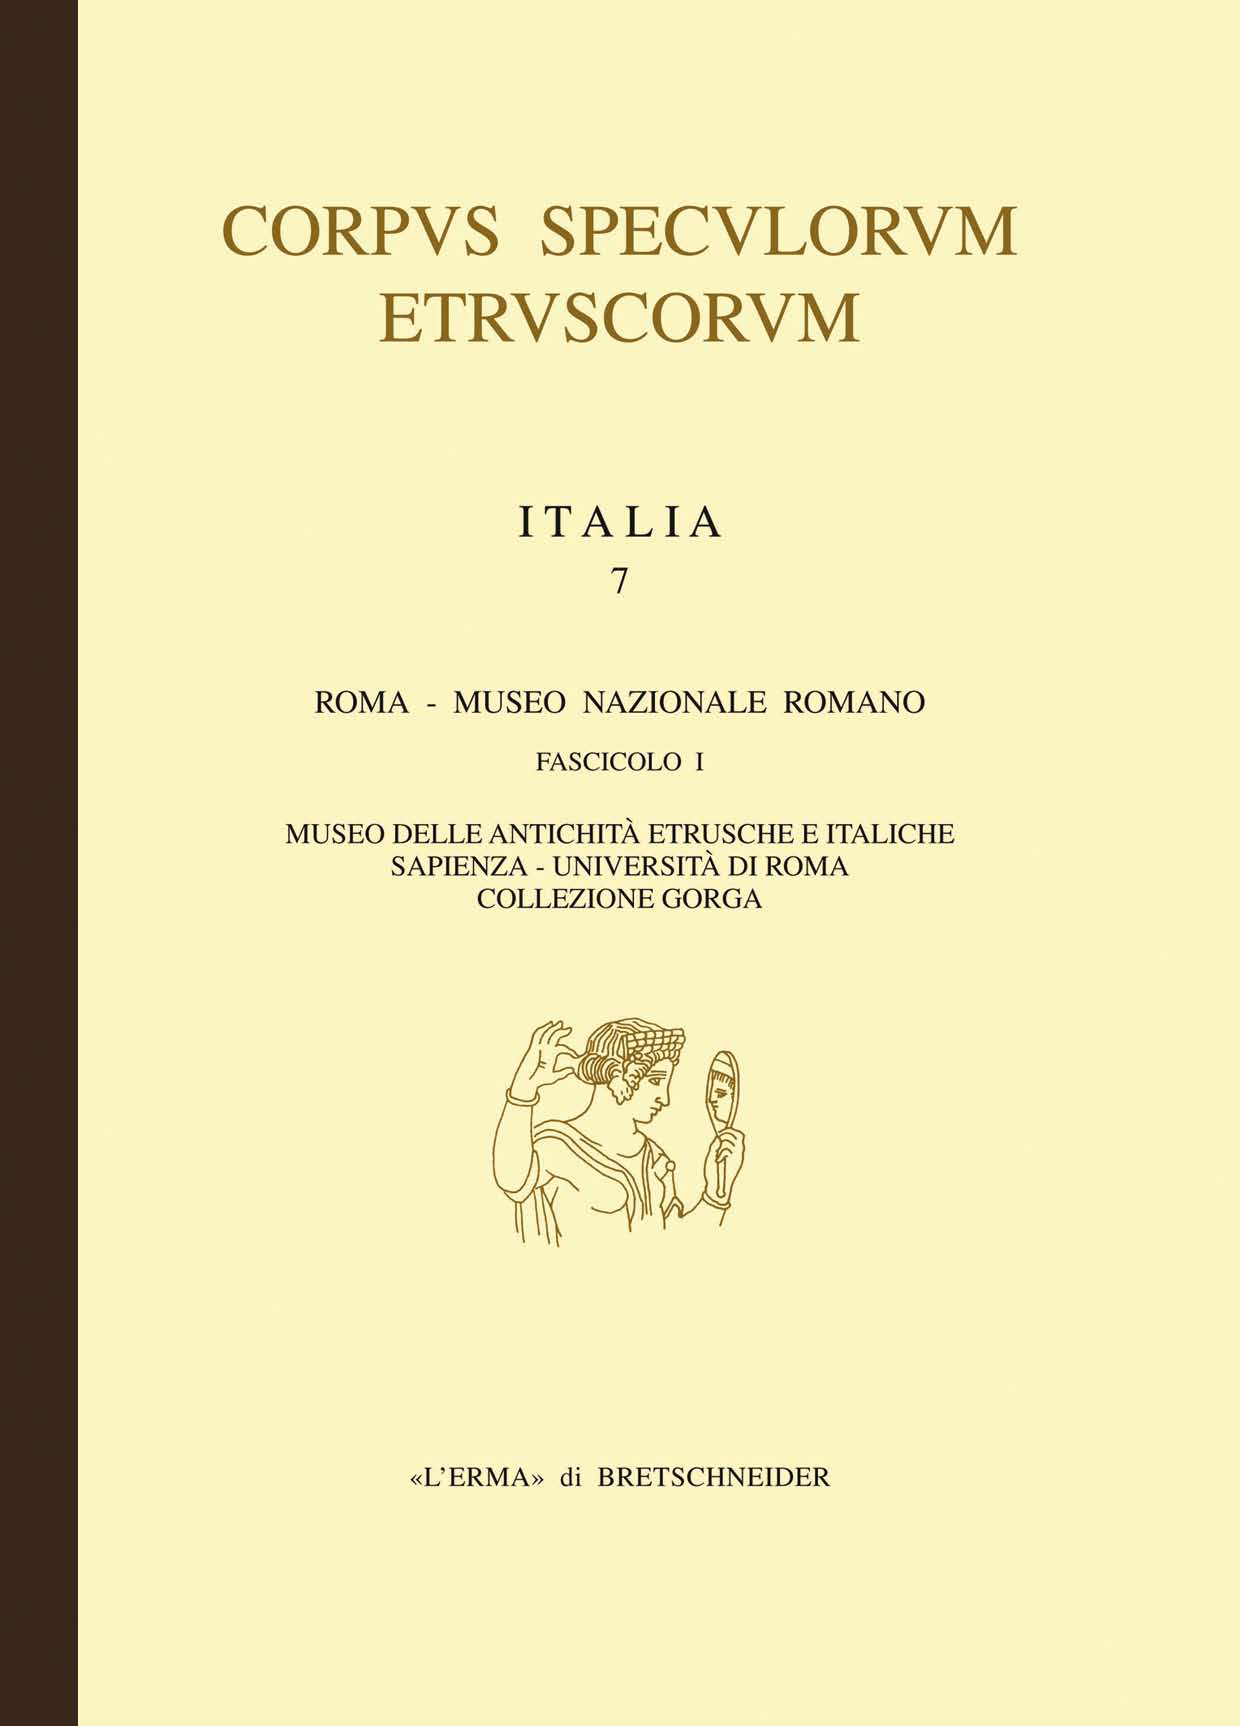 CORPVS SPECVLORVM
ETRVSCORVM
ITALIA
7
ROMA - MUSEO NAZIONALE ROMANO
FASCICOLO I
MUSEO DELLE ANTICHITÀ ETRUSCHE E ITALICHE
SAPIENZA - UNIVERSITÀ DI ROMA
COLLEZIONE GORGA
«L’ERMA» di BRETSCHNEIDER